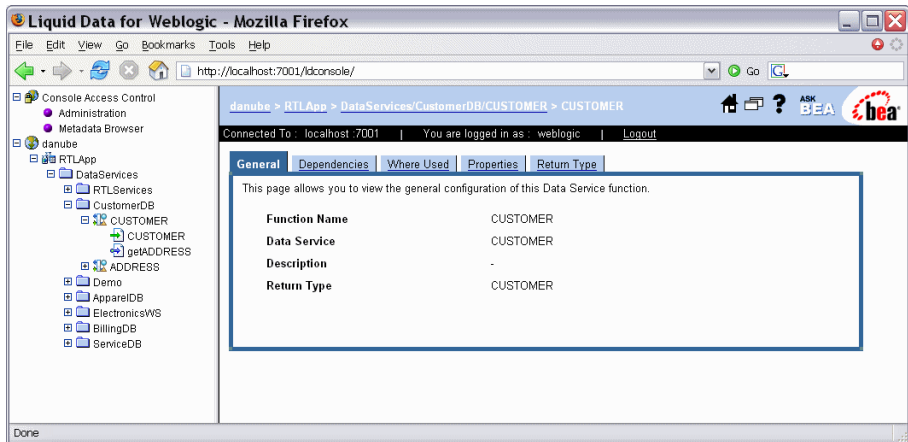 Liquid Data for Weblogic - Mozilla Firefox
File Edit View Go Bookmarks Tools Help
http://localhost:7001/ldconsole/
Go
Console Access Control
Administration
Metadata Browser
danube
RTLApp
DataServices
RTLServices
CustomerDB
CUSTOMER
CUSTOMER
getADDRESS
ADDRESS
Demo
ApparelDB
ElectronicsWS
BillingDB
ServiceDB
danube > RTLApp > DataServices/CustomerDB/CUSTOMER > CUSTOMER
ASK
BEA
bea
Connected To : localhost :7001 | You are logged in as : weblogic | Logout
General Dependencies Where Used Properties Return Type
This page allows you to view the general configuration of this Data Service function.
Function Name CUSTOMER
Data Service CUSTOMER
Description -
Return Type CUSTOMER
Done